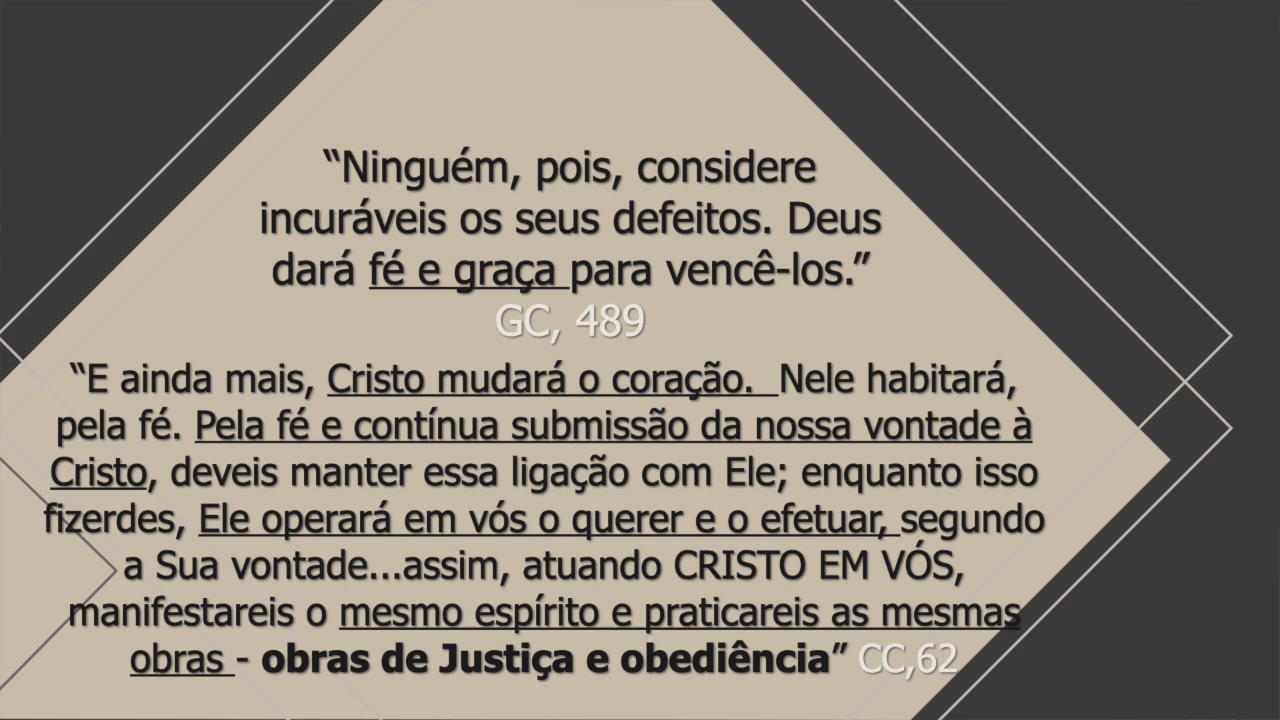 “Ninguém, pois, considere
incuráveis os seus defeitos. Deus
dará fé e graça para vencê-los.”
GC, 489
“E ainda mais, Cristo mudará o coração. Nele habitará,
pela fé. Pela fé e contínua submissão da nossa vontade à
Cristo, deveis manter essa ligação com Ele; enquanto isso
fizerdes, Ele operará em vós o querer e o efetuar, segundo
a Sua vontade...assim, atuando CRISTO EM VÓS,
manifestareis o mesmo espírito e praticareis as mesmas
obras - obras de Justiça e obediência” CC,62